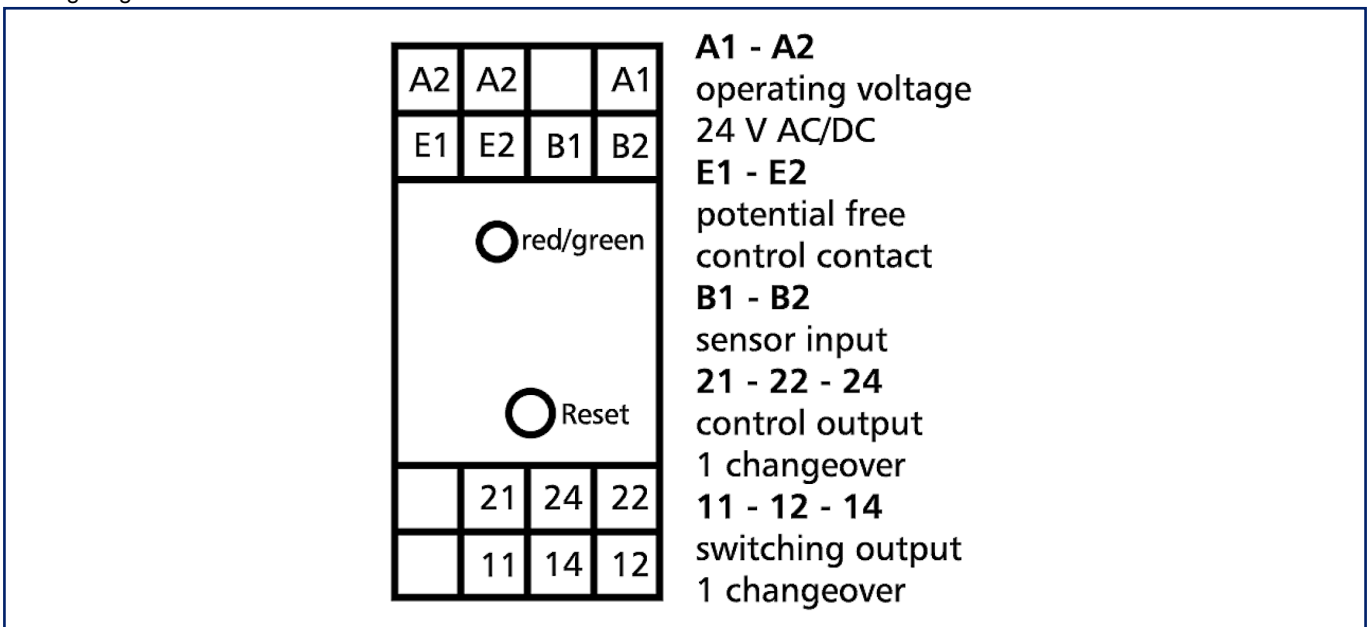 A2 A2 A1
E1 E2 B1 B2
red/green
Reset
21 24 22
11 14 12
A1 - A2
operating voltage
24 V AC/DC
E1 - E2
potential free
control contact
B1 - B2
sensor input
21 - 22 - 24
control output
1 changeover
11 - 12 - 14
switching output
1 changeover